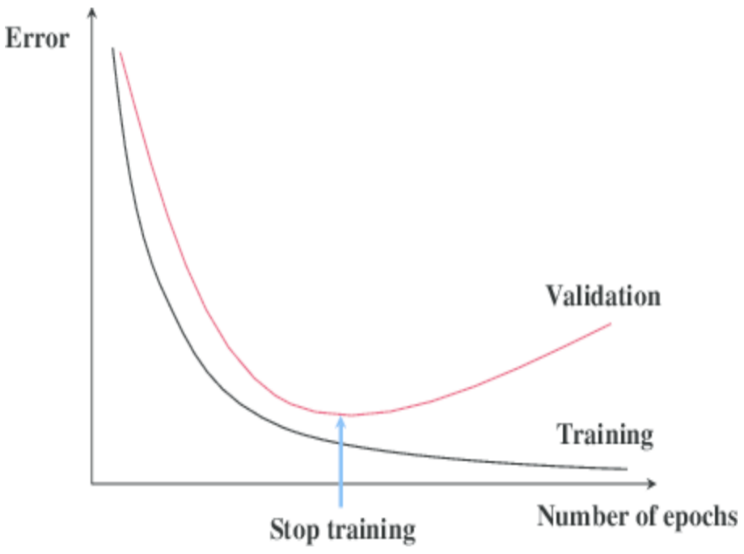 Error
Validation
Training
Number of epochs
Stop training